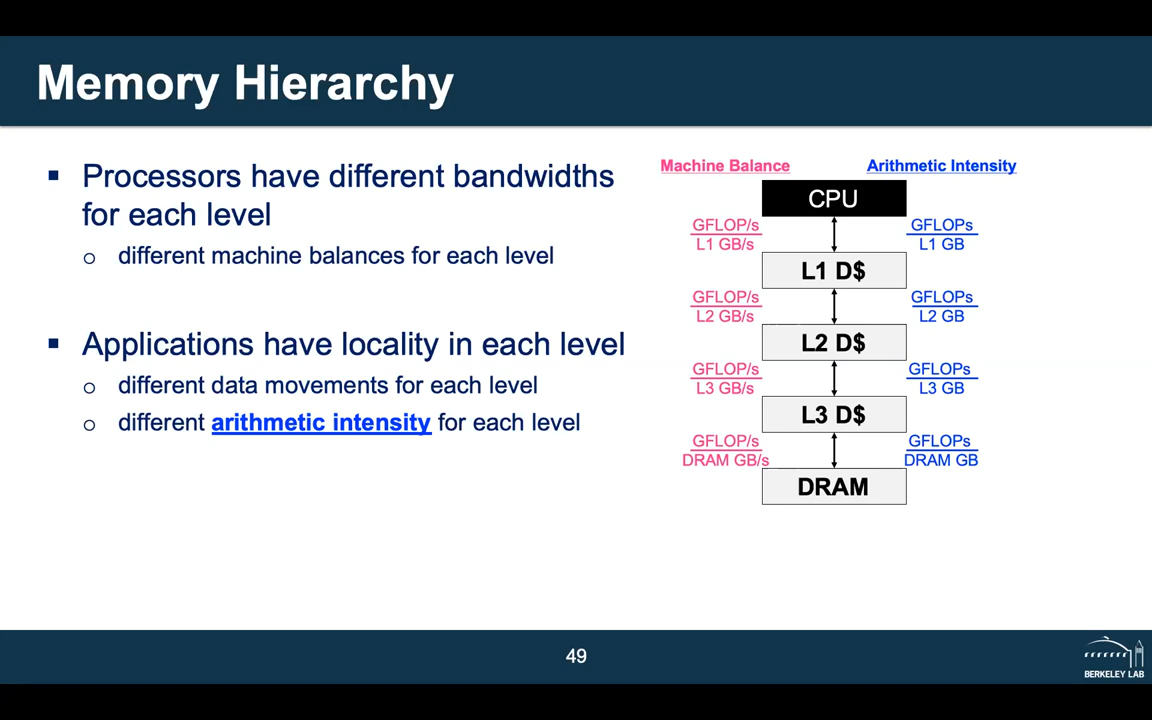 Memory Hierarchy
▪ Processors have different bandwidths
for each level
o different machine balances for each level
▪ Applications have locality in each level
o different data movements for each level
o different arithmetic intensity for each level
Machine Balance
Arithmetic Intensity
CPU
GFLOP/s
L1 GB/s
GFLOPs
L1 GB
L1 D$
GFLOP/s
L2 GB/s
GFLOPs
L2 GB
L2 D$
GFLOP/s
L3 GB/s
GFLOPs
L3 GB
L3 D$
GFLOP/s
DRAM GB/s
GFLOPs
DRAM GB
DRAM
49
BERKELEY LAB